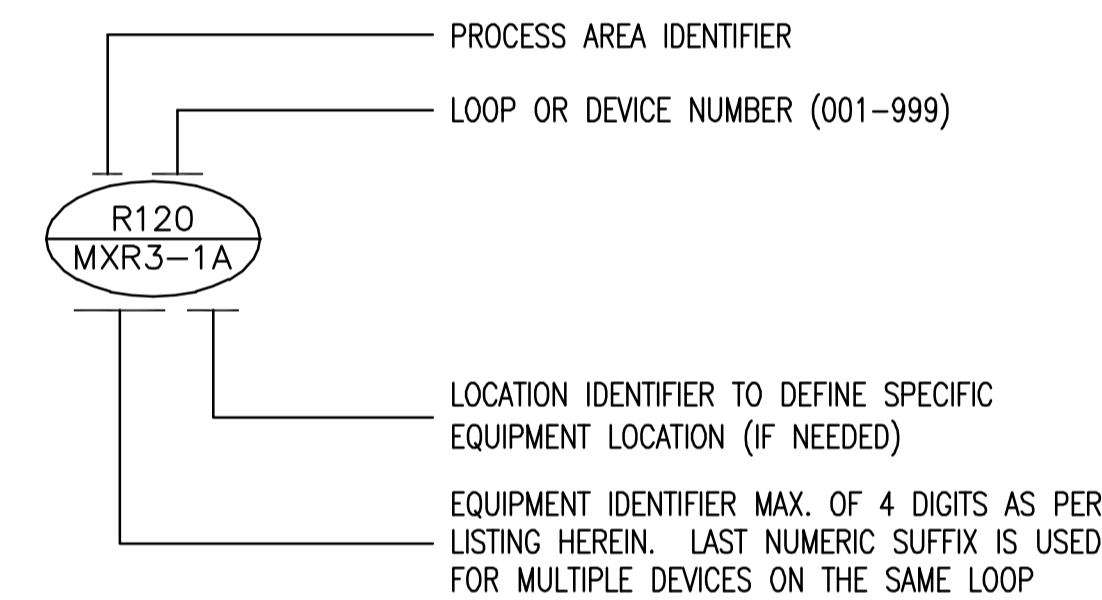 PROCESS AREA IDENTIFIER
LOOP OR DEVICE NUMBER (001-999)
R120
MXR3-1A
LOCATION IDENTIFIER TO DEFINE SPECIFIC
EQUIPMENT LOCATION (IF NEEDED)
EQUIPMENT IDENTIFIER MAX. OF 4 DIGITS AS PER
LISTING HEREIN. LAST NUMERIC SUFFIX IS USED
FOR MULTIPLE DEVICES ON THE SAME LOOP